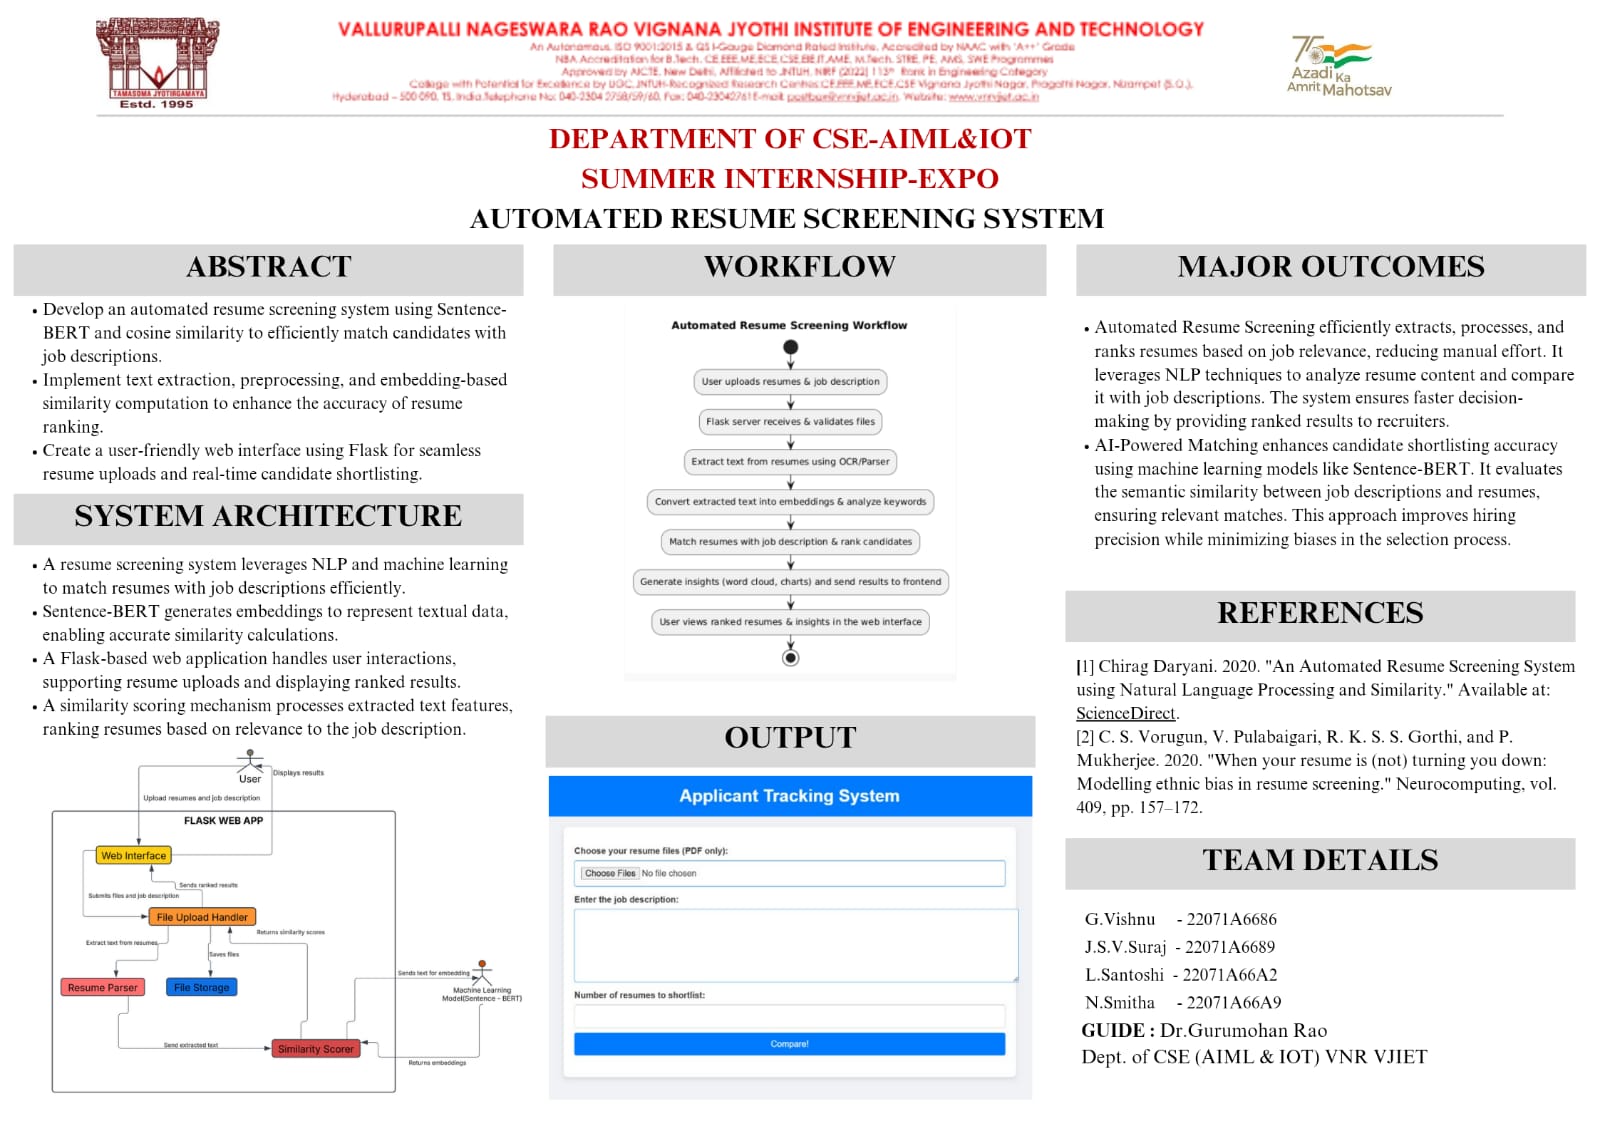 VALLURUPALLI NAGESWARA RAO VIGNANA JYOTHI INSTITUTE OF ENGINEERING AND TECHNOLOGY
An Autonomous, ISO 9001:2015 & QS I-Gauge Diamond Rated Institute, Accredited by NAAC with 'A++' Grade
NBA Accreditation for B.Tech. CE,EEE,ME,ECE,CSE,EIE,IT,AME, M.Tech. STRE, PE, AMS, SWE Programmes
Approved by AICTE, New Delhi, Affiliated to JNTUH, NIRF (2022) 113th Rank in Engineering Category
College with Potential for Excellence by UGC, JNTUH-Recognized Research Centres:CE,EEE,ME,ECE,CSE Vignana Jyothi Nagar, Pragathi Nagar, Nizampet (S.O.),
Hyderabad – 500 090, TS, India.Telephone No: 040-2304 2758/59/60, Fax: 040-23042761 E-mail: postbox@vnrvjiet.ac.in, Website: www.vnrvjiet.ac.in
TAMASOMA JYOTIRGAMAYA
Estd. 1995
75
Azadi Ka
Amrit Mahotsav
DEPARTMENT OF CSE-AIML&IOT
SUMMER INTERNSHIP-EXPO
AUTOMATED RESUME SCREENING SYSTEM
ABSTRACT
• Develop an automated resume screening system using Sentence-
BERT and cosine similarity to efficiently match candidates with
job descriptions.
• Implement text extraction, preprocessing, and embedding-based
similarity computation to enhance the accuracy of resume
ranking.
• Create a user-friendly web interface using Flask for seamless
resume uploads and real-time candidate shortlisting.
SYSTEM ARCHITECTURE
• A resume screening system leverages NLP and machine learning
to match resumes with job descriptions efficiently.
• Sentence-BERT generates embeddings to represent textual data,
enabling accurate similarity calculations.
• A Flask-based web application handles user interactions,
supporting resume uploads and displaying ranked results.
• A similarity scoring mechanism processes extracted text features,
ranking resumes based on relevance to the job description.
User
Displays results
Upload resumes and job description
FLASK WEB APP
Web Interface
Sends ranked results
Submits files and job description
File Upload Handler
Returns similarity scores
Extract text from resumes
Saves files
Sends text for embedding
Resume Parser
File Storage
Machine Learning
Model(Sentence - BERT)
Send extracted text
Similarity Scorer
Returns embeddings
WORKFLOW
Automated Resume Screening Workflow
User uploads resumes & job description
Flask server receives & validates files
Extract text from resumes using OCR/Parser
Convert extracted text into embeddings & analyze keywords
Match resumes with job description & rank candidates
Generate insights (word cloud, charts) and send results to frontend
User views ranked resumes & insights in the web interface
OUTPUT
Applicant Tracking System
Choose your resume files (PDF only):
Choose Files No file chosen
Enter the job description:
Number of resumes to shortlist:
Compare!
MAJOR OUTCOMES
• Automated Resume Screening efficiently extracts, processes, and
ranks resumes based on job relevance, reducing manual effort. It
leverages NLP techniques to analyze resume content and compare
it with job descriptions. The system ensures faster decision-
making by providing ranked results to recruiters.
• AI-Powered Matching enhances candidate shortlisting accuracy
using machine learning models like Sentence-BERT. It evaluates
the semantic similarity between job descriptions and resumes,
ensuring relevant matches. This approach improves hiring
precision while minimizing biases in the selection process.
REFERENCES
[1] Chirag Daryani. 2020. "An Automated Resume Screening System
using Natural Language Processing and Similarity." Available at:
ScienceDirect.
[2] C. S. Vorugun, V. Pulabaigari, R. K. S. S. Gorthi, and P.
Mukherjee. 2020. "When your resume is (not) turning you down:
Modelling ethnic bias in resume screening." Neurocomputing, vol.
409, pp. 157–172.
TEAM DETAILS
G.Vishnu - 22071A6686
J.S.V.Suraj - 22071A6689
L.Santoshi - 22071A66A2
N.Smitha - 22071A66A9
GUIDE : Dr.Gurumohan Rao
Dept. of CSE (AIML & IOT) VNR VJIET